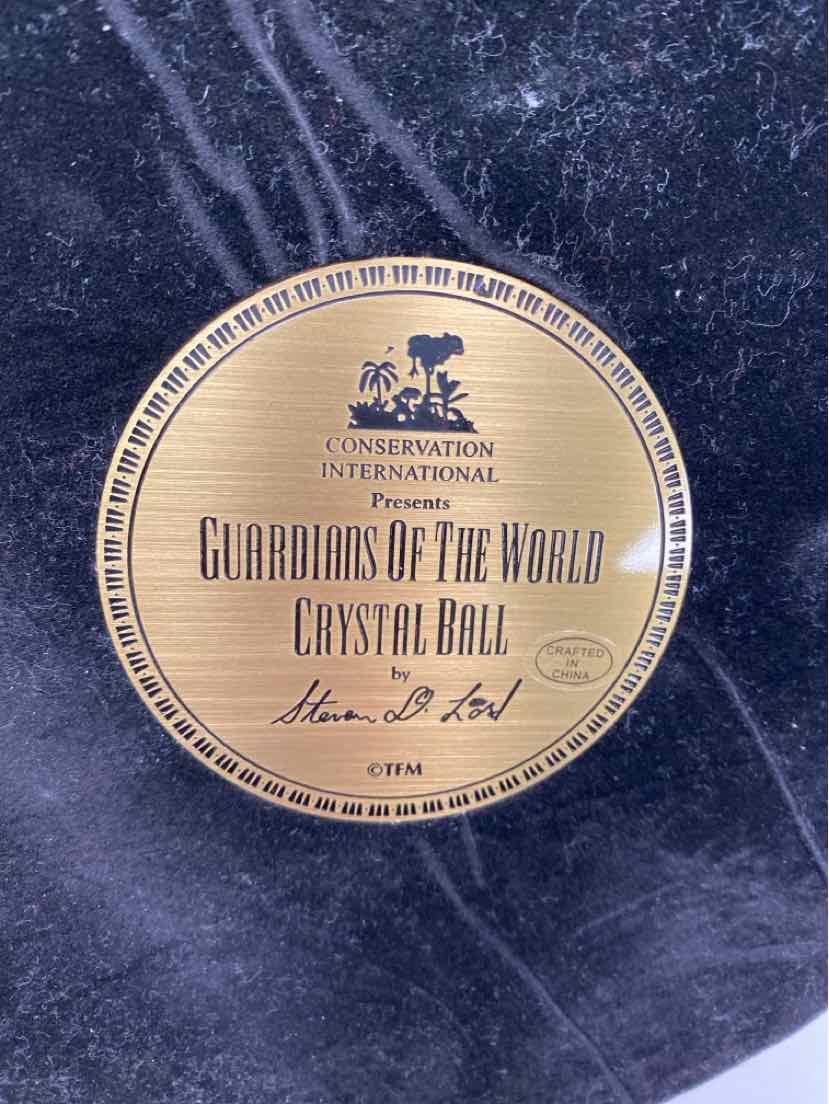 CONSERVATION
INTERNATIONAL
Presents
GUARDIANS OF THE WORLD
CRYSTAL BALL
by
Steven D. Lord
©TFM
CRAFTED
IN
CHINA